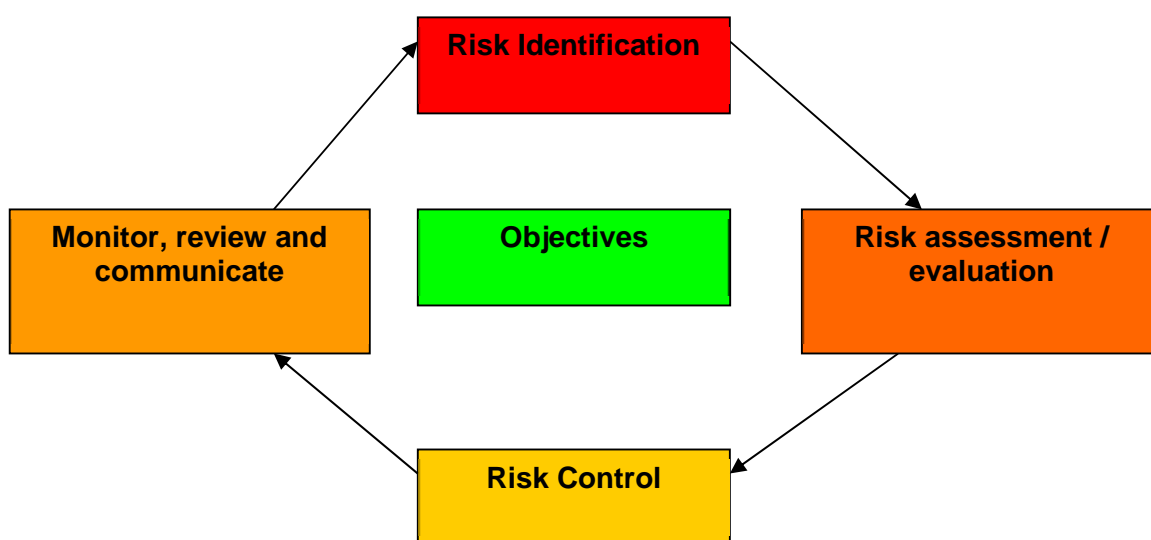 Risk Identification
Monitor, review and
communicate
Objectives
Risk assessment /
evaluation
Risk Control